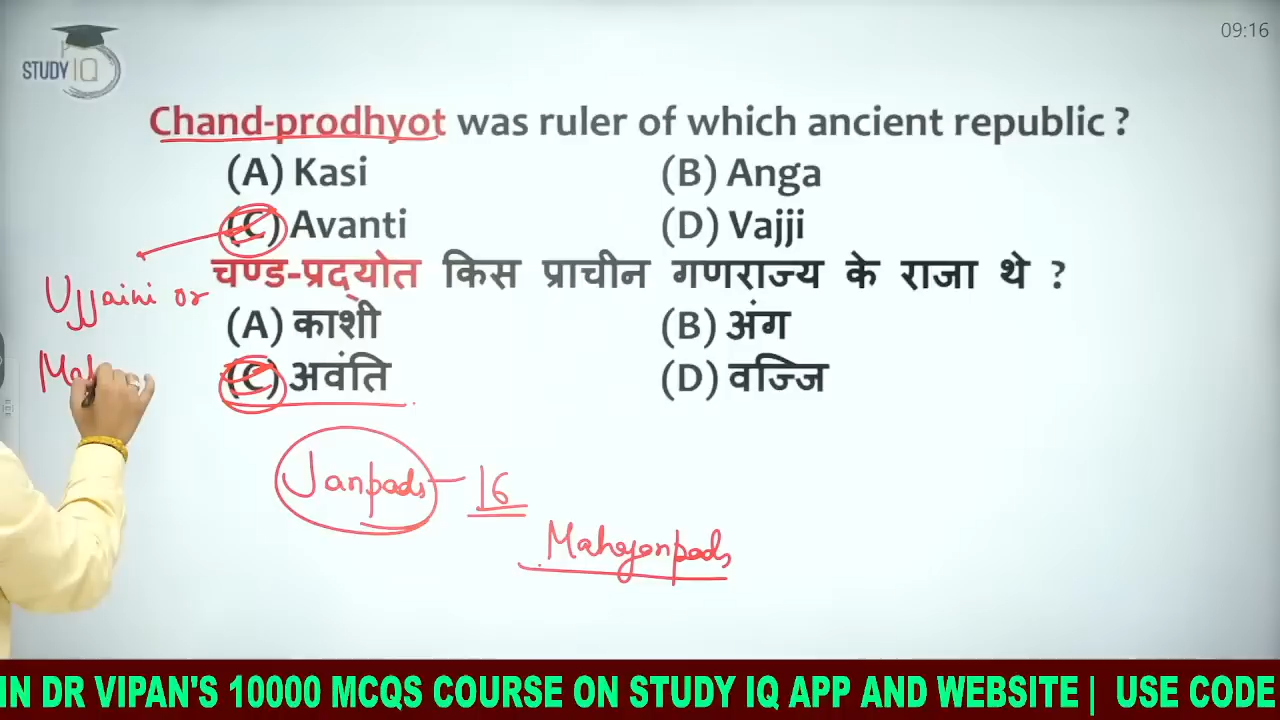 09:16
STUDY IQ
Chand-prodhyot was ruler of which ancient republic ?
(A) Kasi (B) Anga
(C) Avanti (D) Vajji
चण्ड-प्रद्योत किस प्राचीन गणराज्य के राजा थे ?
(A) काशी (B) अंग
(C) अवंति (D) वज्जि
Ujjaini or
Mah
Janpads - 16
Mahajanpads
IN DR VIPAN'S 10000 MCQS COURSE ON STUDY IQ APP AND WEBSITE | USE CODE